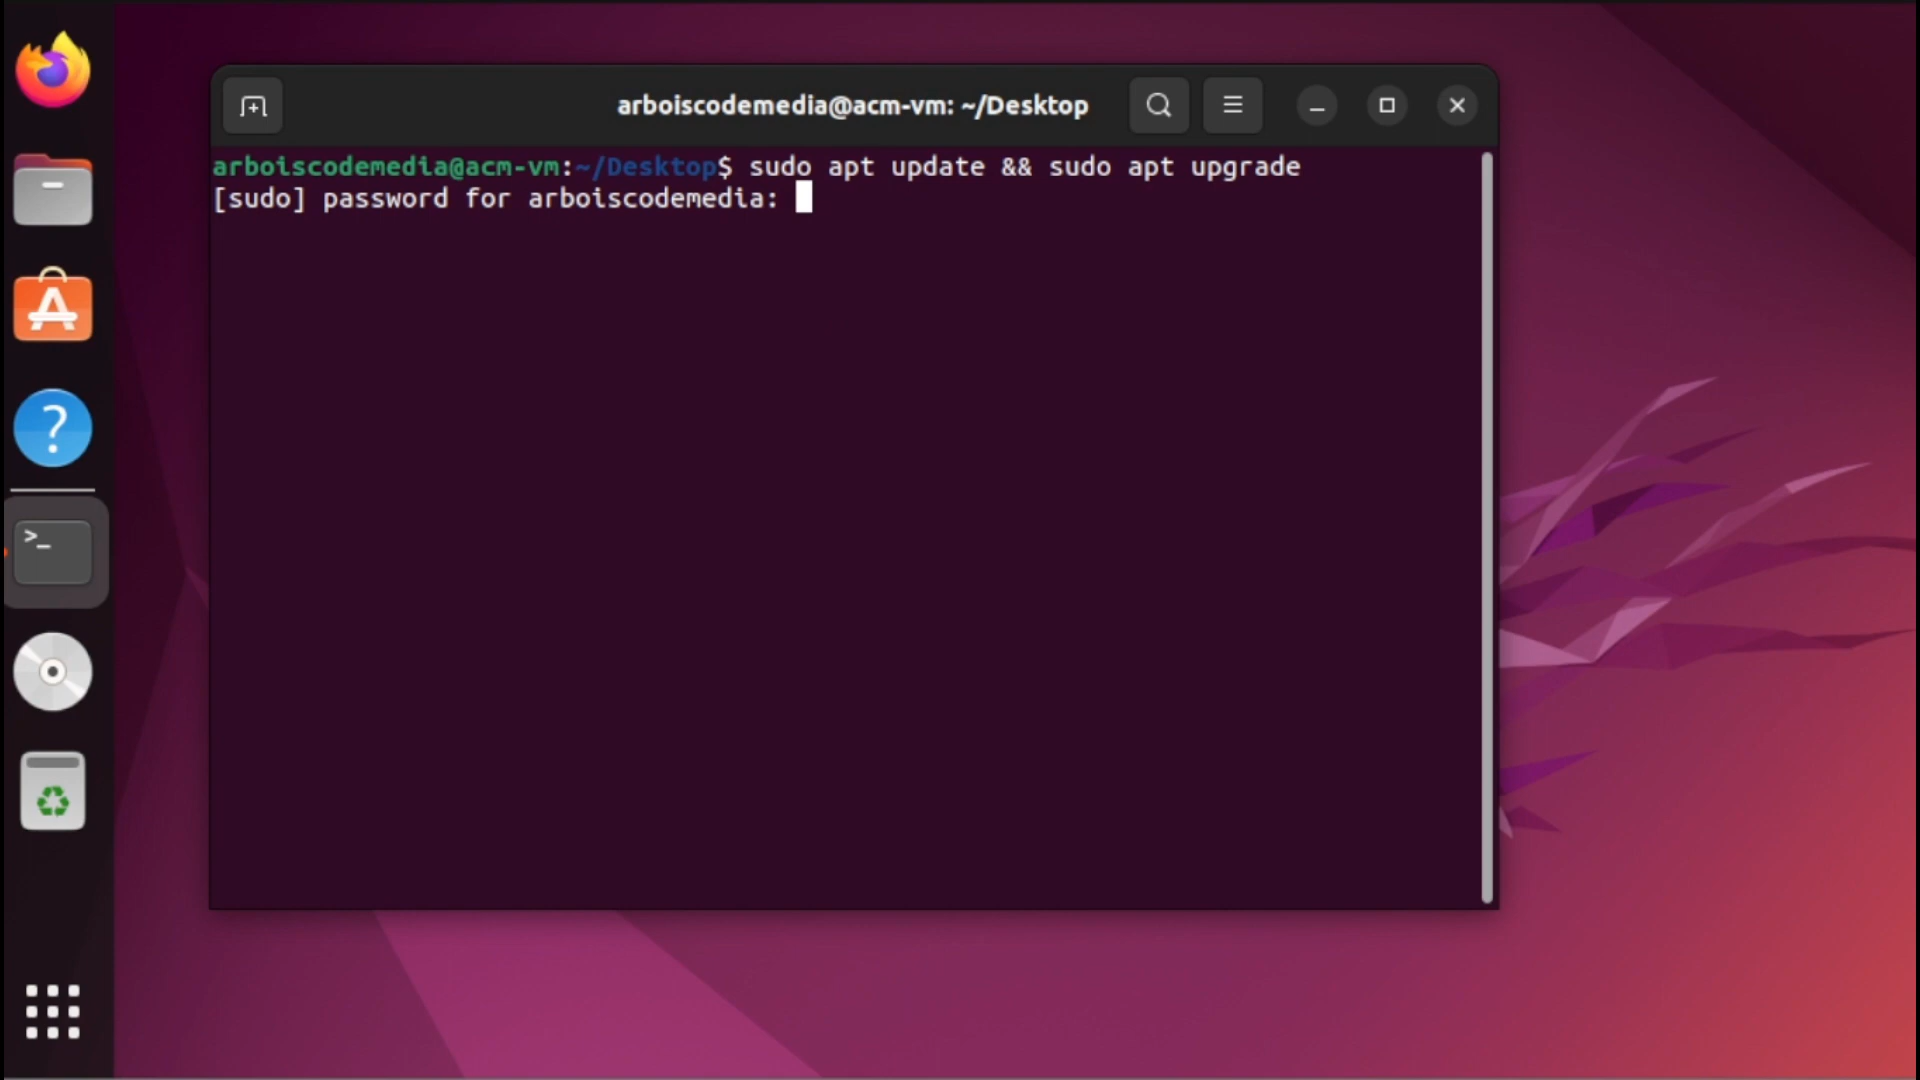 arboiscodemedia@acm-vm: ~/Desktop
arboiscodemedia@acm-vm:~/Desktop$ sudo apt update && sudo apt upgrade
[sudo] password for arboiscodemedia: